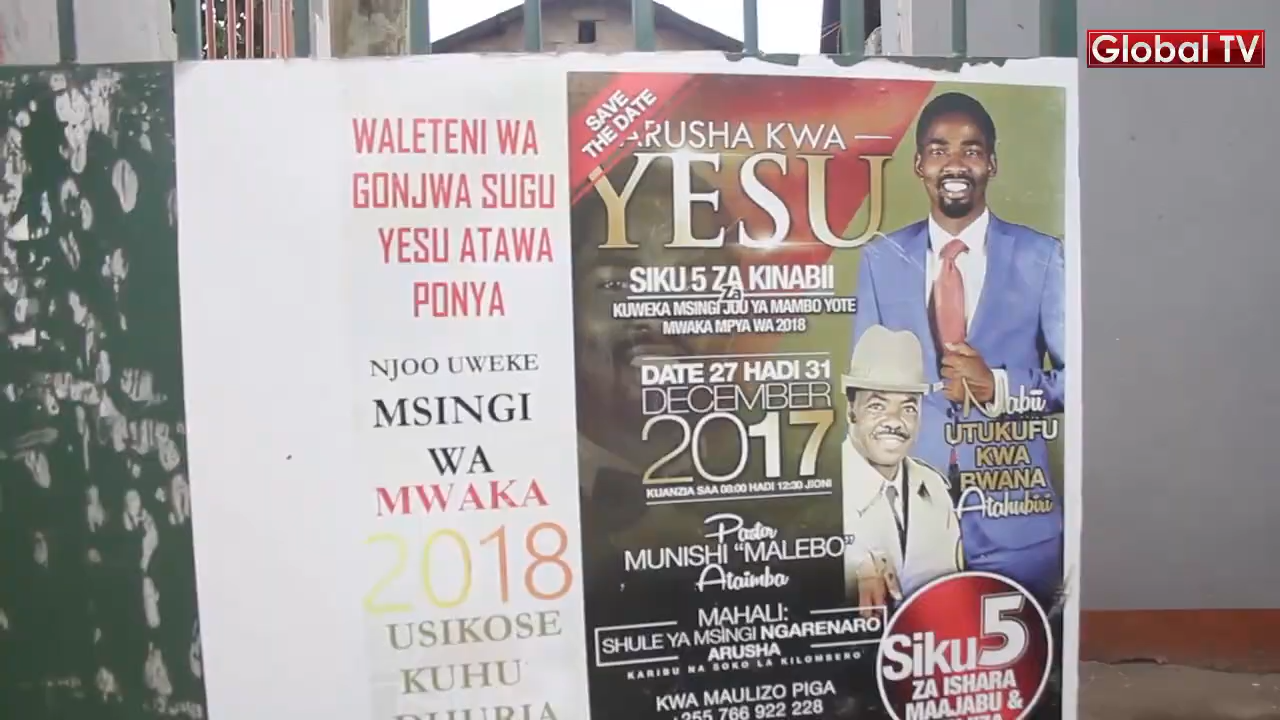 Global TV
WALETENI WA
GONJWA SUGU
YESU ATAWA
PONYA
NJOO UWEKE
MSINGI
WA
MWAKA
2018
USIKOSE
KUHU
DHURIA
SAVE
THE DATE
ARUSHA KWA
YESU
SIKU 5 ZA KINABII
Za
KUWEKA MSINGI JUU YA MAMBO YOTE
MWAKA MPYA WA 2018
DATE 27 HADI 31
DECEMBER
2017
KUANZIA SAA 08:00 HADI 12:30 JIONI
Nabii
UTUKUFU
KWA
BWANA
Atahubiri
Pastor
MUNISHI "MALEBO"
Ataimba
MAHALI:
SHULE YA MSINGI NGARENARO
ARUSHA
KARIBU NA SOKO LA KILOMBERO
KWA MAULIZO PIGA
+255 766 922 228
Siku 5
ZA ISHARA
MAAJABU &